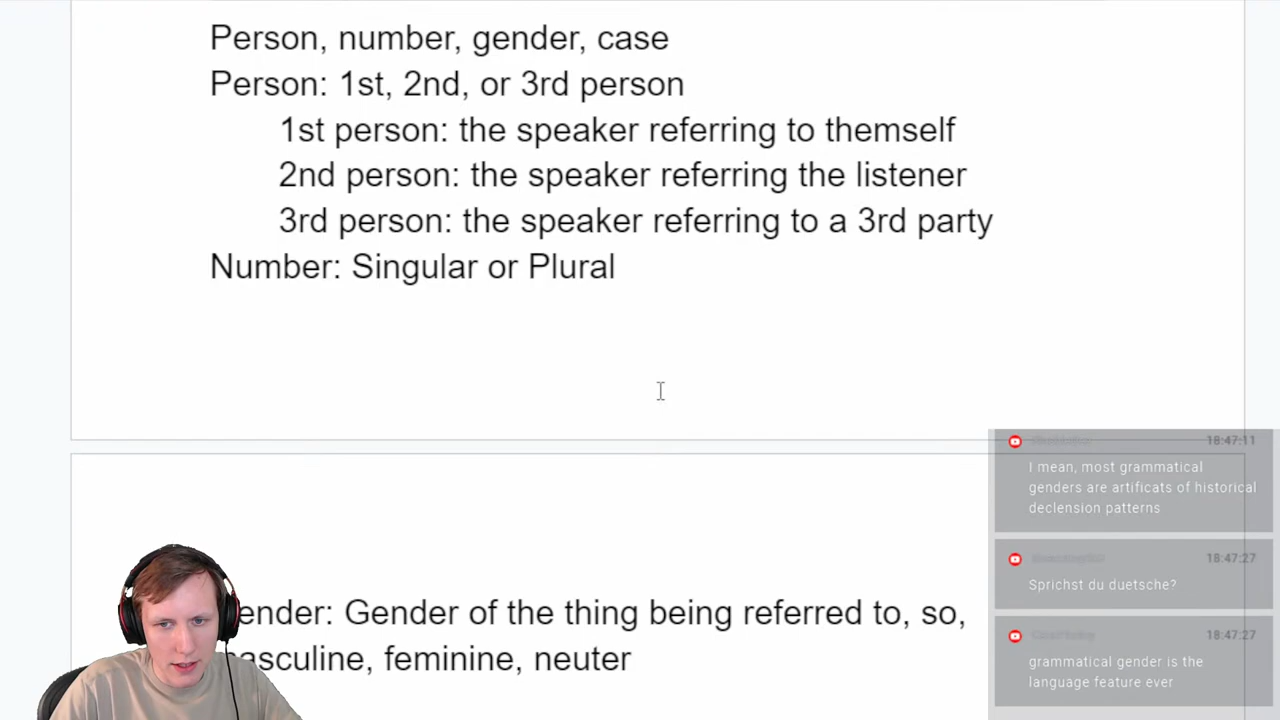 Person, number, gender, case
Person: 1st, 2nd, or 3rd person
1st person: the speaker referring to themself
2nd person: the speaker referring the listener
3rd person: the speaker referring to a 3rd party
Number: Singular or Plural
ender: Gender of the thing being referred to, so,
asculine, feminine, neuter
18:47:11
I mean, most grammatical
genders are artificats of historical
declension patterns
18:47:27
Sprichst du duetsche?
18:47:27
grammatical gender is the
language feature ever